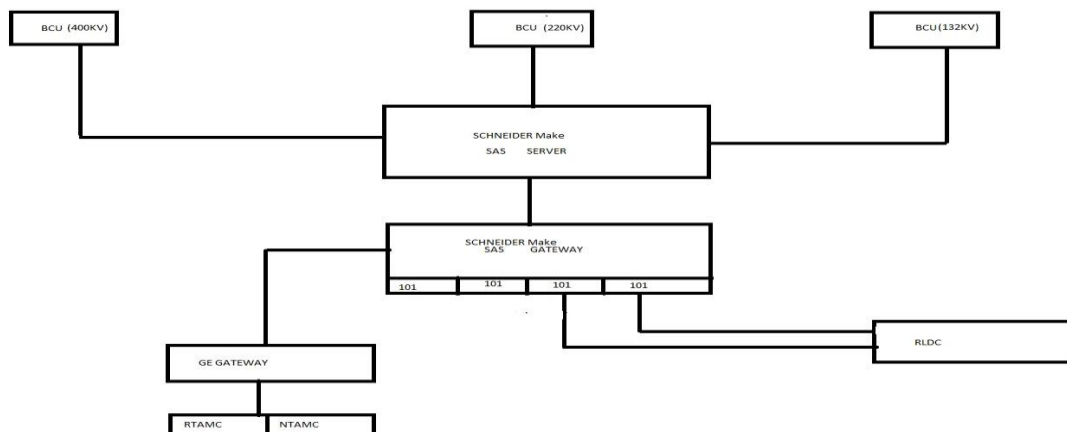 BCU (400KV)
BCU (220KV)
BCU(132KV)
SCHNEIDER Make
SAS SERVER
SCHNEIDER Make
SAS GATEWAY
101 101 101 101
RLDC
GE GATEWAY
RTAMC NTAMC